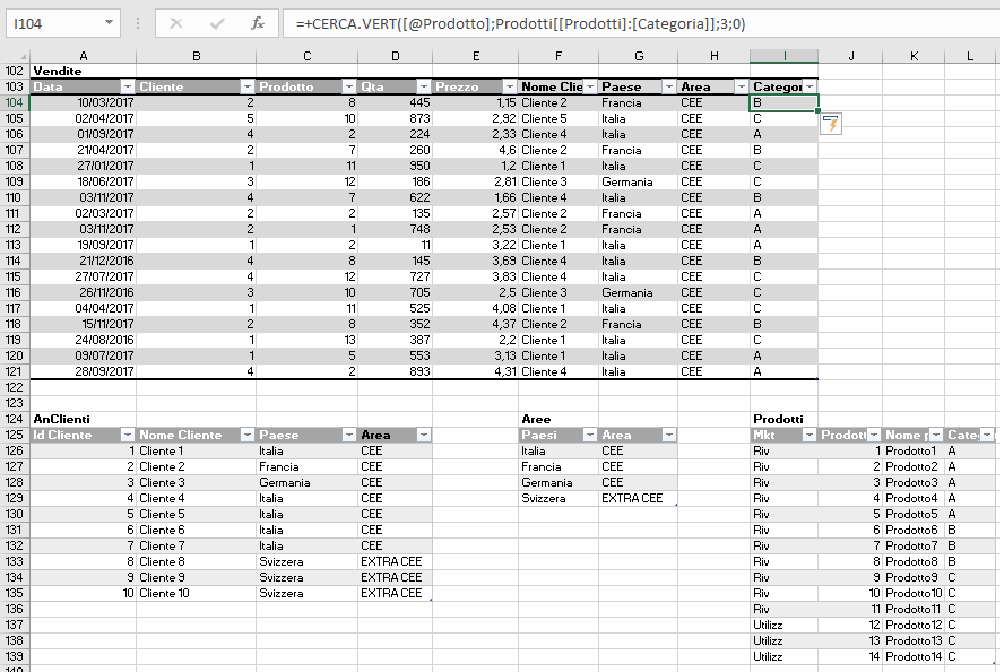 I104 fx =+CERCA.VERT([@Prodotto];Prodotti[[Prodotti]:[Categoria]];3;0)
A B C D E F G H I J K L
102 Vendite
103 Data Cliente Prodotto Qta Prezzo Nome Clie Paese Area Categor
104 10/03/2017 2 8 445 1,15 Cliente 2 Francia CEE B
105 02/04/2017 5 10 873 2,92 Cliente 5 Italia CEE C
106 01/09/2017 4 2 224 2,33 Cliente 4 Italia CEE A
107 21/04/2017 2 7 260 4,6 Cliente 2 Francia CEE B
108 27/01/2017 1 11 950 1,2 Cliente 1 Italia CEE C
109 18/06/2017 3 12 186 2,81 Cliente 3 Germania CEE C
110 03/11/2017 4 7 622 1,66 Cliente 4 Italia CEE B
111 02/03/2017 2 2 135 2,57 Cliente 2 Francia CEE A
112 03/11/2017 2 1 748 2,53 Cliente 2 Francia CEE A
113 19/09/2017 1 2 11 3,22 Cliente 1 Italia CEE A
114 21/12/2016 4 8 145 3,69 Cliente 4 Italia CEE B
115 27/07/2017 4 12 727 3,83 Cliente 4 Italia CEE C
116 26/11/2016 3 10 705 2,5 Cliente 3 Germania CEE C
117 04/04/2017 1 11 525 4,08 Cliente 1 Italia CEE C
118 15/11/2017 2 8 352 4,37 Cliente 2 Francia CEE B
119 24/08/2016 1 13 387 2,2 Cliente 1 Italia CEE C
120 09/07/2017 1 5 553 3,13 Cliente 1 Italia CEE A
121 28/09/2017 4 2 893 4,31 Cliente 4 Italia CEE A
122
123
124 AnClienti Aree Prodotti
125 Id Cliente Nome Cliente Paese Area Paesi Area Mkt Prodott Nome p Cate
126 1 Cliente 1 Italia CEE Italia CEE Riv 1 Prodotto1 A
127 2 Cliente 2 Francia CEE Francia CEE Riv 2 Prodotto2 A
128 3 Cliente 3 Germania CEE Germania CEE Riv 3 Prodotto3 A
129 4 Cliente 4 Italia CEE Svizzera EXTRA CEE Riv 4 Prodotto4 A
130 5 Cliente 5 Italia CEE Riv 5 Prodotto5 A
131 6 Cliente 6 Italia CEE Riv 6 Prodotto6 B
132 7 Cliente 7 Italia CEE Riv 7 Prodotto7 B
133 8 Cliente 8 Svizzera EXTRA CEE Riv 8 Prodotto8 B
134 9 Cliente 9 Svizzera EXTRA CEE Riv 9 Prodotto9 C
135 10 Cliente 10 Svizzera EXTRA CEE Riv 10 Prodotto10 C
136 Riv 11 Prodotto11 C
137 Utilizz 12 Prodotto12 C
138 Utilizz 13 Prodotto13 C
139 Utilizz 14 Prodotto14 C